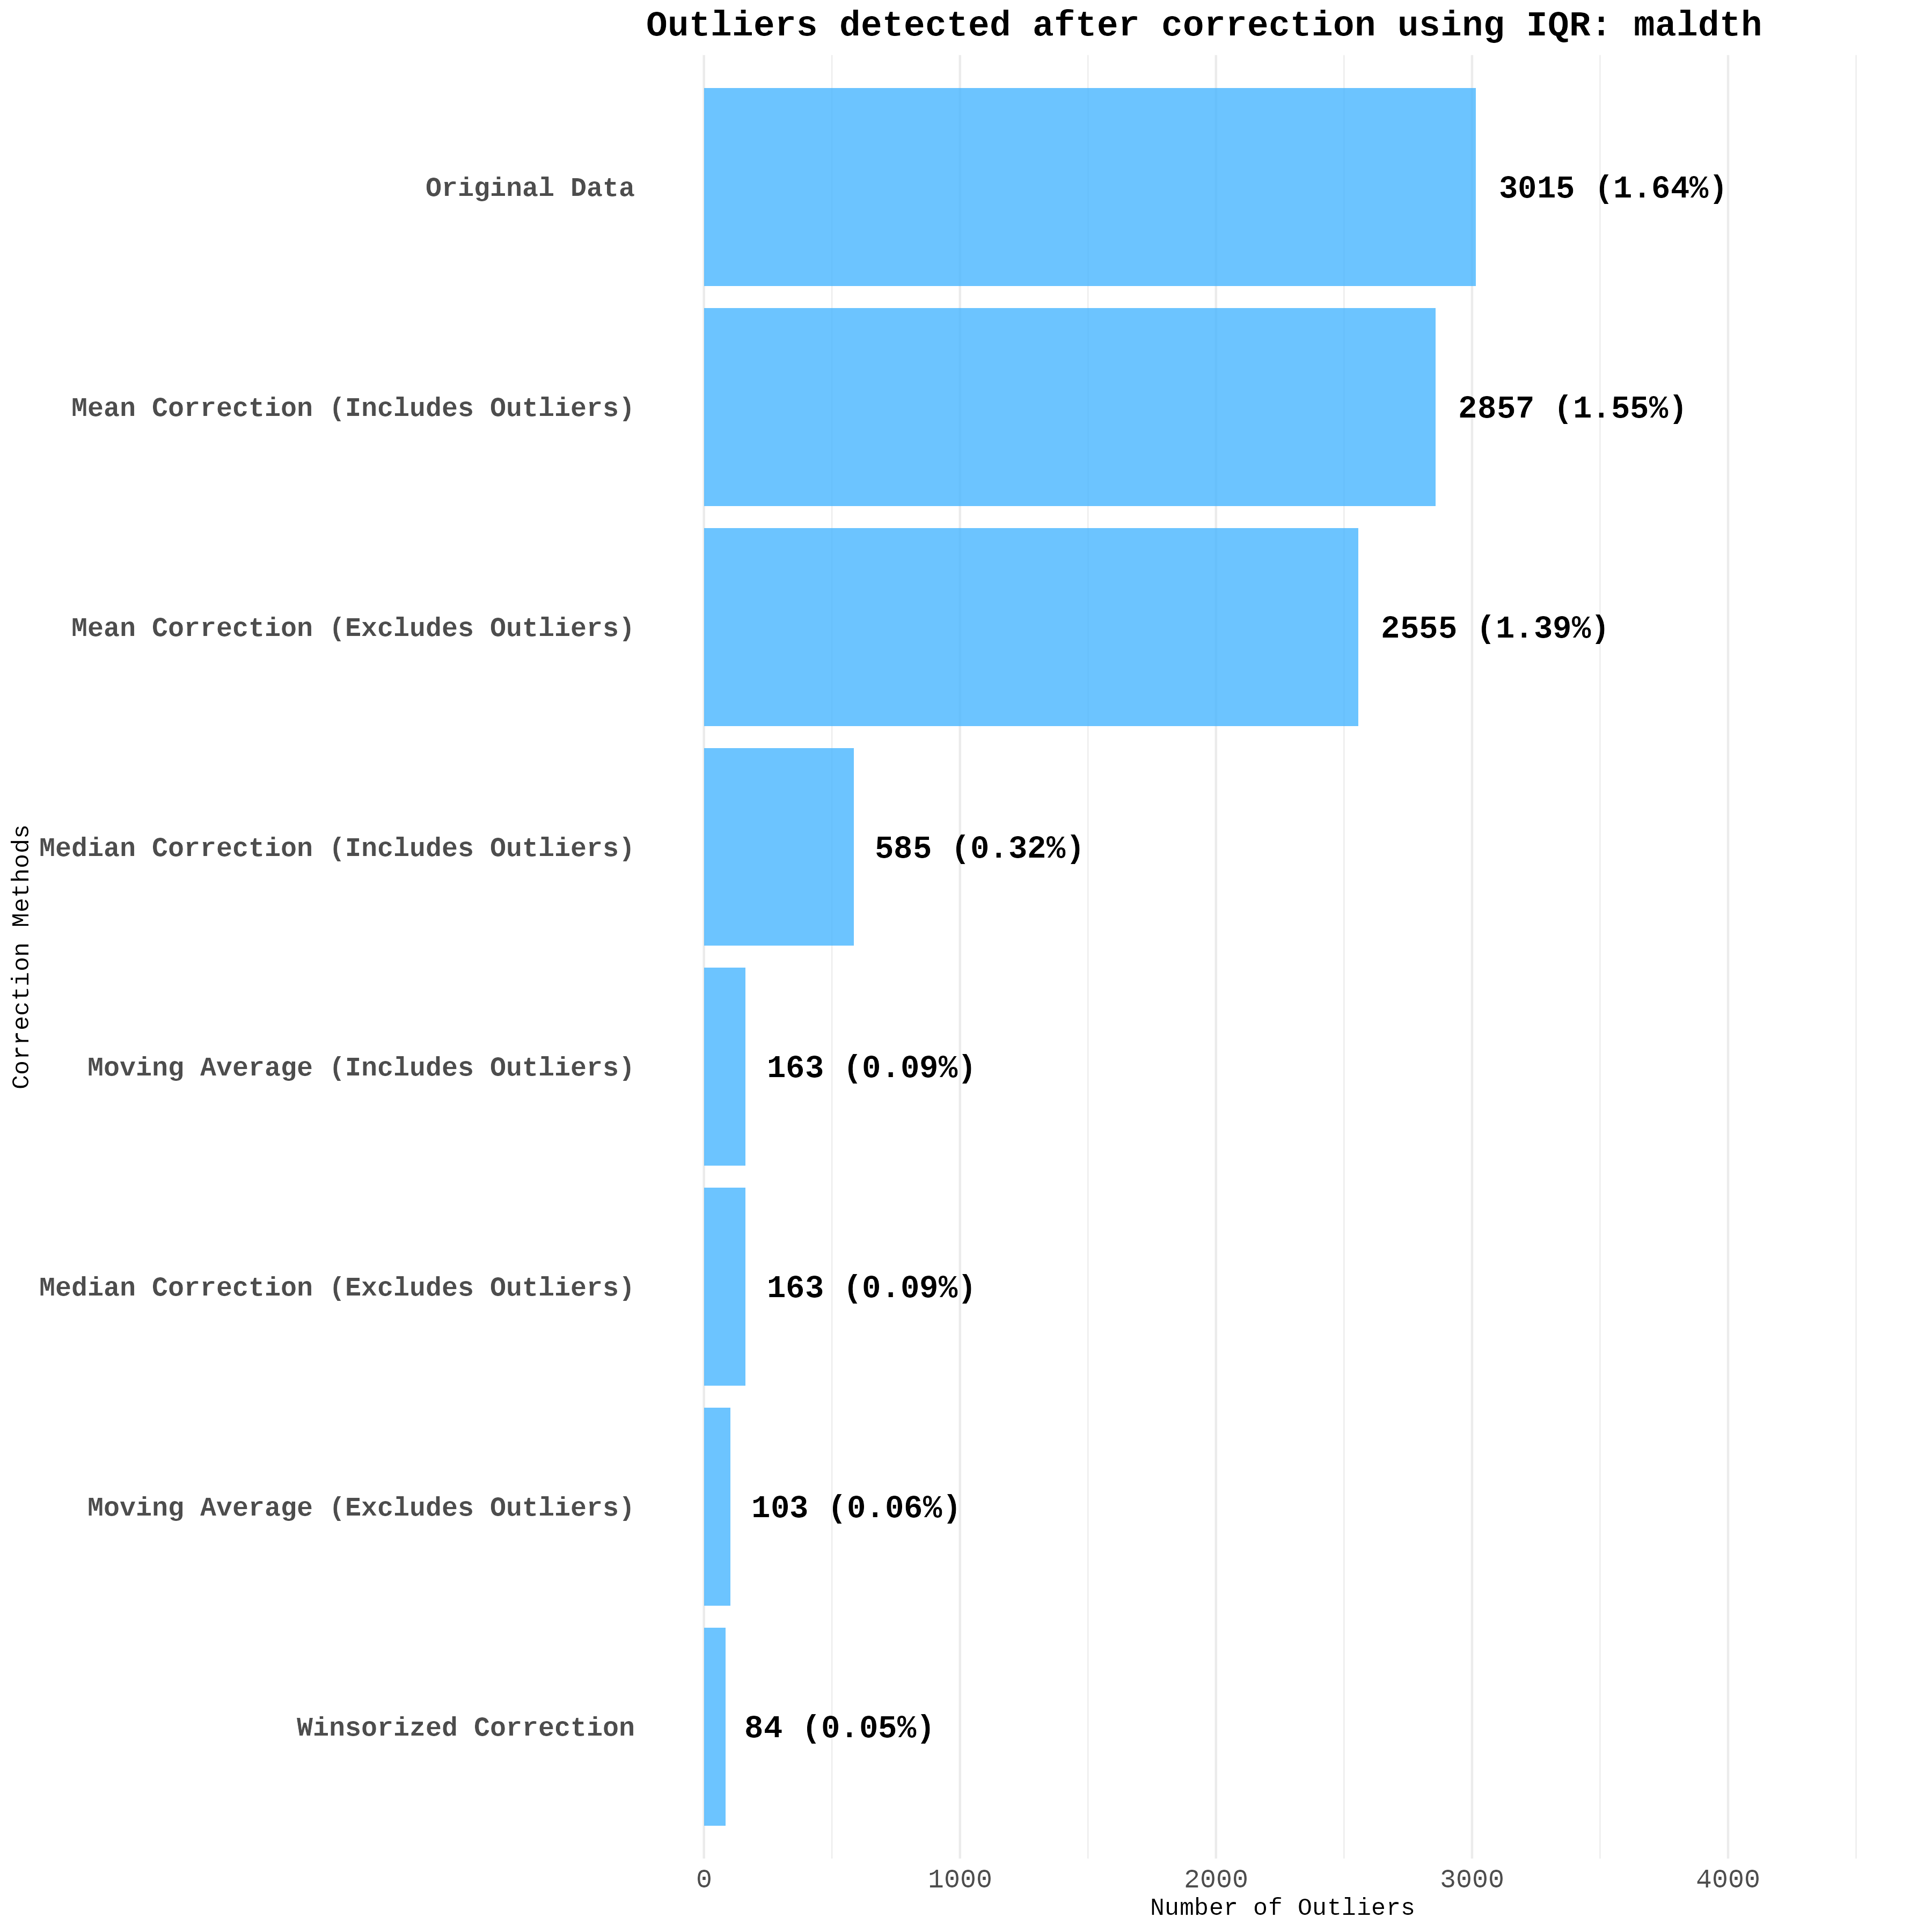 Outliers detected after correction using IQR: maldth
Original Data
3015 (1.64%)
Mean Correction (Includes Outliers)
2857 (1.55%)
Mean Correction (Excludes Outliers)
2555 (1.39%)
Median Correction (Includes Outliers)
585 (0.32%)
Moving Average (Includes Outliers)
163 (0.09%)
Median Correction (Excludes Outliers)
163 (0.09%)
Moving Average (Excludes Outliers)
103 (0.06%)
Winsorized Correction
84 (0.05%)
Correction Methods
0 1000 2000 3000 4000
Number of Outliers